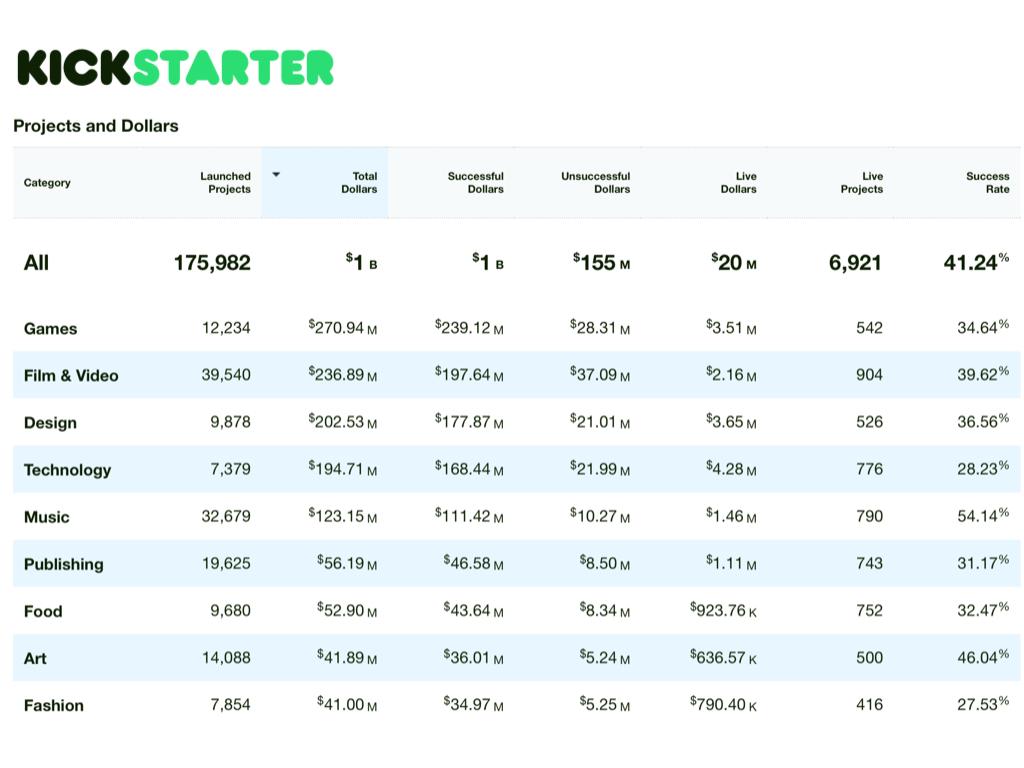 KICKSTARTER
Projects and Dollars
Category Launched Projects Total Dollars Successful Dollars Unsuccessful Dollars Live Dollars Live Projects Success Rate
All 175,982 $1 B $1 B $155 M $20 M 6,921 41.24%
Games 12,234 $270.94 M $239.12 M $28.31 M $3.51 M 542 34.64%
Film & Video 39,540 $236.89 M $197.64 M $37.09 M $2.16 M 904 39.62%
Design 9,878 $202.53 M $177.87 M $21.01 M $3.65 M 526 36.56%
Technology 7,379 $194.71 M $168.44 M $21.99 M $4.28 M 776 28.23%
Music 32,679 $123.15 M $111.42 M $10.27 M $1.46 M 790 54.14%
Publishing 19,625 $56.19 M $46.58 M $8.50 M $1.11 M 743 31.17%
Food 9,680 $52.90 M $43.64 M $8.34 M $923.76 K 752 32.47%
Art 14,088 $41.89 M $36.01 M $5.24 M $636.57 K 500 46.04%
Fashion 7,854 $41.00 M $34.97 M $5.25 M $790.40 K 416 27.53%